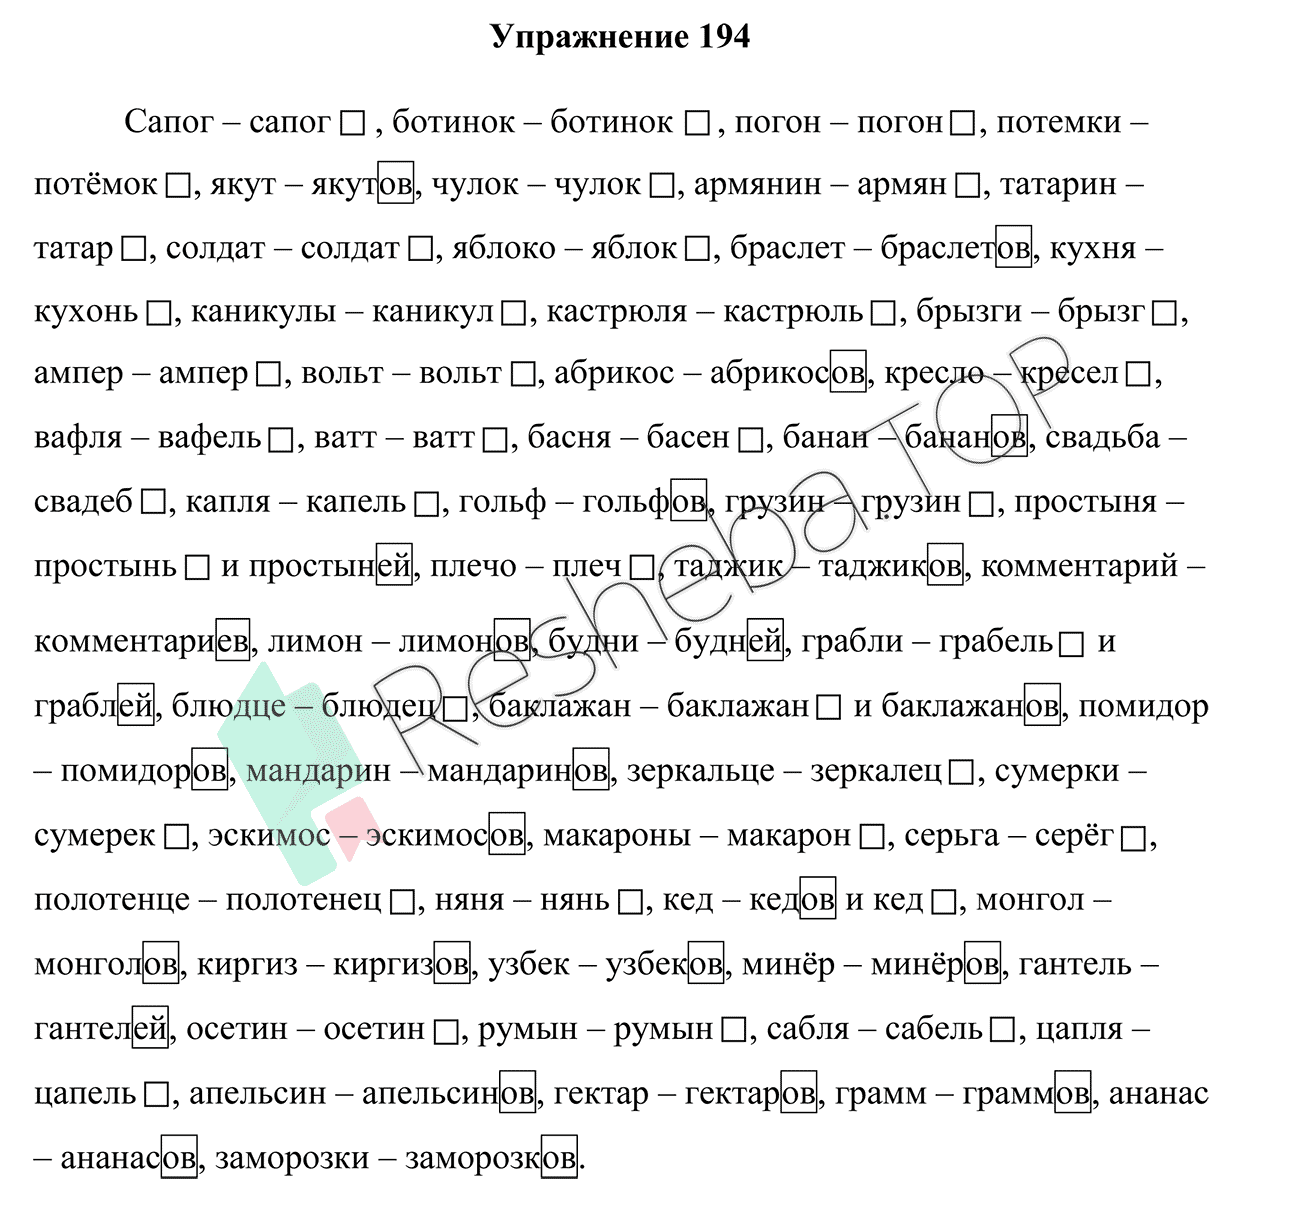 Упражнение 194
Сапог – сапог □ , ботинок – ботинок □ , погон – погон □, потемки –
потёмок □, якут – якутов, чулок – чулок □, армянин – армян □, татарин –
татар □, солдат – солдат □, яблоко – яблок □, браслет – браслетов, кухня –
кухонь □, каникулы – каникул □, кастрюля – кастрюль □, брызги – брызг □,
ампер – ампер □, вольт – вольт □, абрикос – абрикосов, кресло – кресел □,
вафля – вафель □, ватт – ватт □, басня – басен □, банан – бананов, свадьба –
свадеб □, капля – капель □, гольф – гольфов, грузин – грузин □, простыня –
простынь □ и простыней, плечо – плеч □, таджик – таджиков, комментарий –
комментариев, лимон – лимонов, будни – будней, грабли – грабель □ и
граблей, блюдце – блюдец □, баклажан – баклажан □ и баклажанов, помидор
– помидоров, мандарин – мандаринов, зеркальце – зеркалец □, сумерки –
сумерек □, эскимос – эскимосов, макароны – макарон □, серьга – серёг □,
полотенце – полотенец □, няня – нянь □, кед – кедов и кед □, монгол –
монголов, киргиз – киргизов, узбек – узбеков, минёр – минёров, гантель –
гантелей, осетин – осетин □, румын – румын □, сабля – сабель □, цапля –
цапель □, апельсин – апельсинов, гектар – гектаров, грамм – граммов, ананас
– ананасов, заморозки – заморозков.
Resheba.TOP